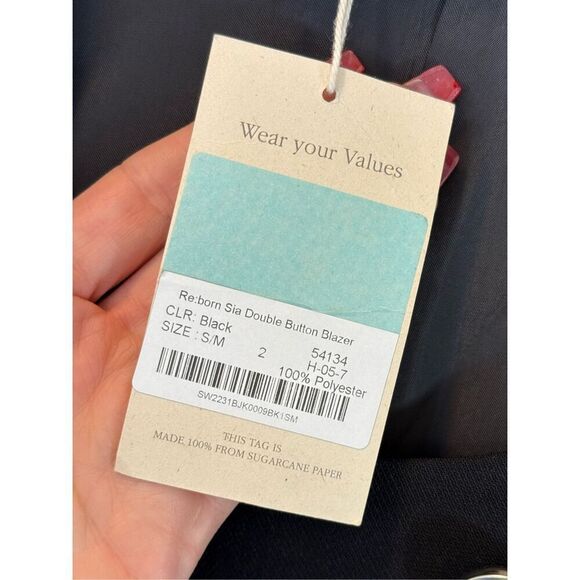 Wear your Values
Re:born Sia Double Button Blazer
CLR: Black 54134
SIZE : S/M 2 H-05-7
100% Polyester
SW2231BJK0009BK1SM
THIS TAG IS
MADE 100% FROM SUGARCANE PAPER